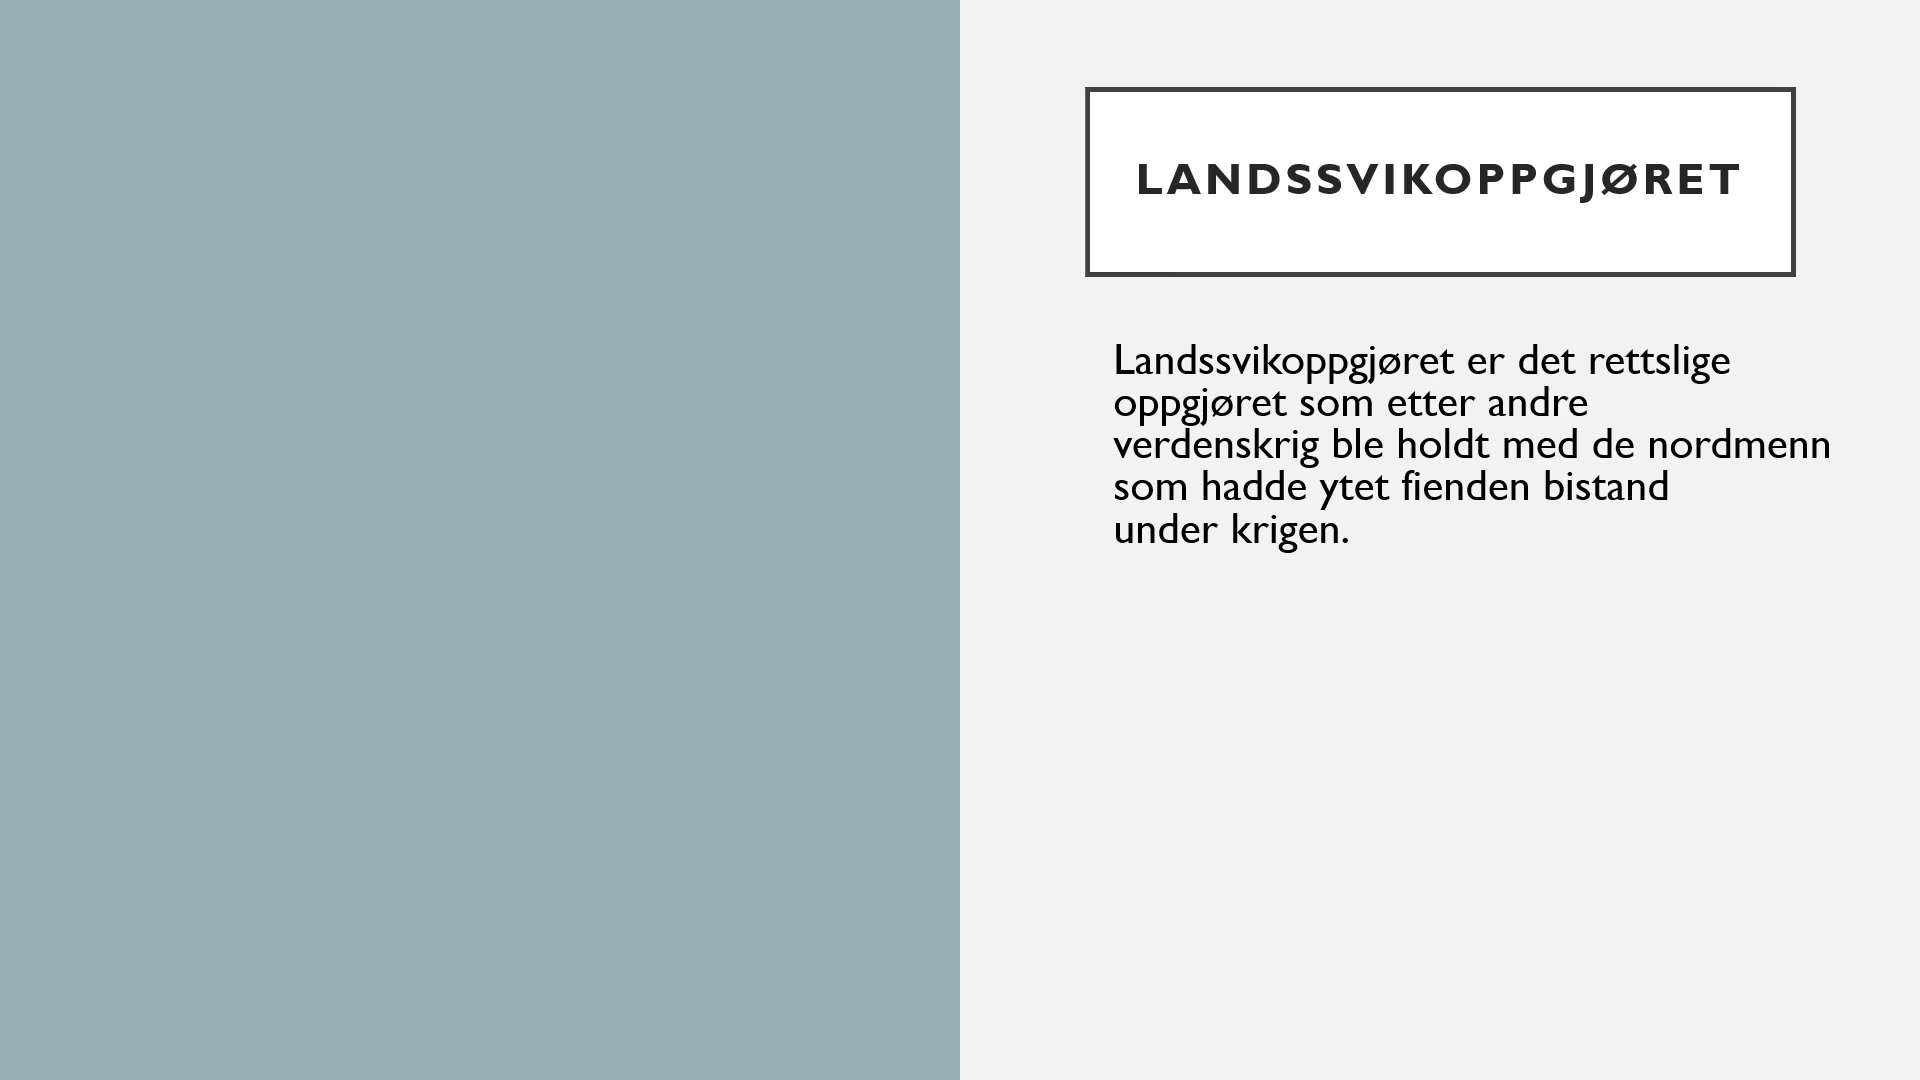 LANDSSVIKOPPGJØRET
Landssvikoppgjøret er det rettslige
oppgjøret som etter andre
verdenskrig ble holdt med de nordmenn
som hadde ytet fienden bistand
under krigen.